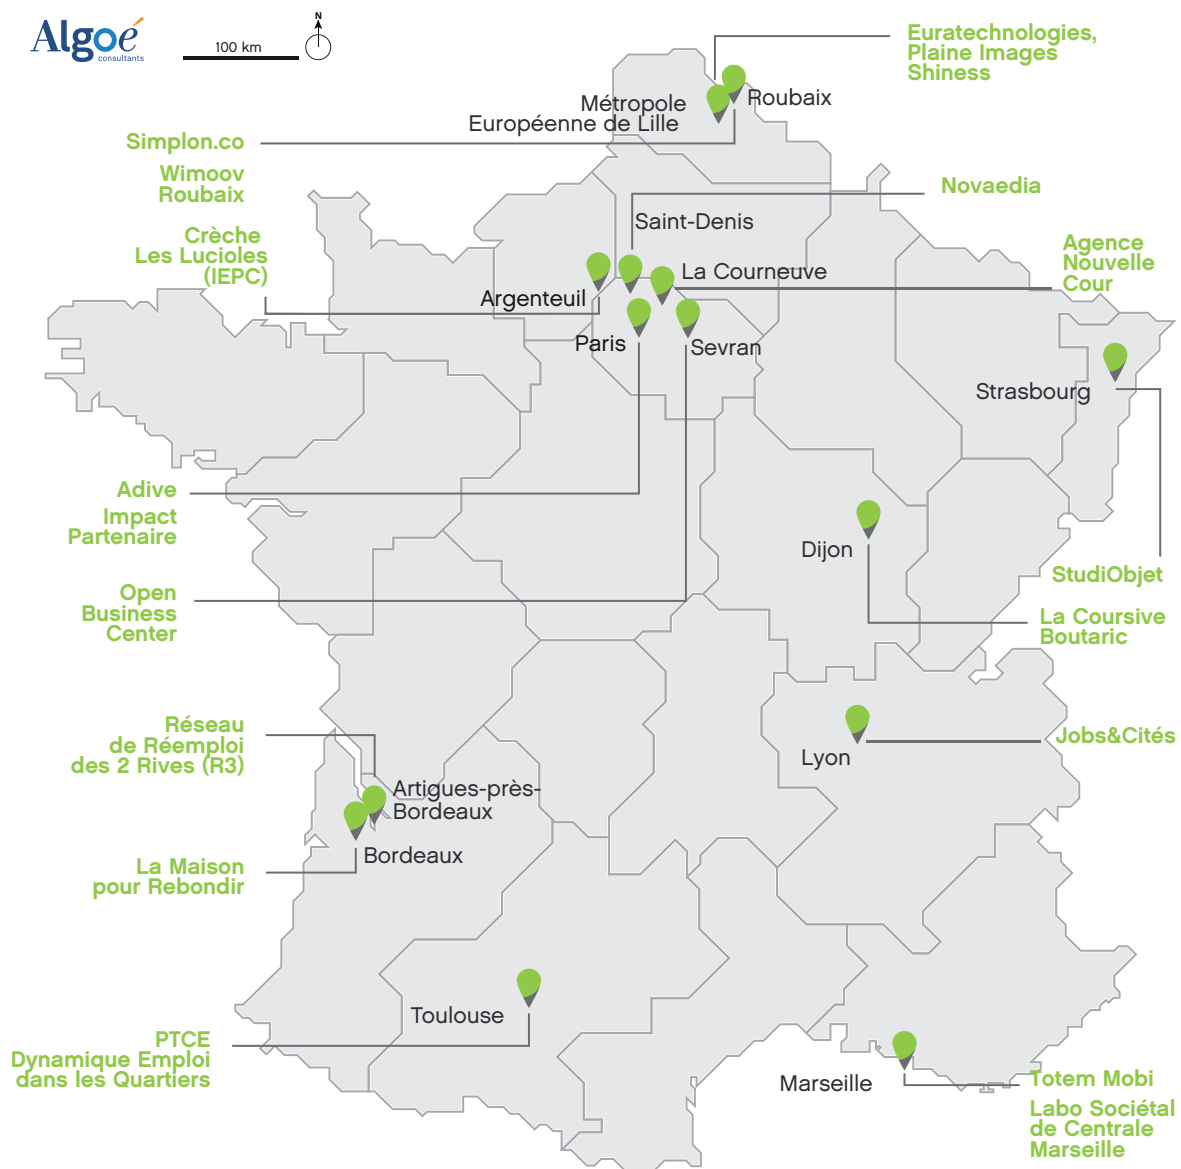 Algoé
consultants
100 km
N
Euratechnologies,
Plaine Images
Shiness
Métropole
Européenne de Lille
Roubaix
Simplon.co
Wimoov
Roubaix
Novaedia
Saint-Denis
Crèche
Les Lucioles
(IEPC)
Agence
Nouvelle
Cour
La Courneuve
Argenteuil
Paris
Sevran
Strasbourg
Adive
Impact
Partenaire
Dijon
StudiObjet
Open
Business
Center
La Coursive
Boutaric
Réseau
de Réemploi
des 2 Rives (R3)
Jobs&Cités
Lyon
Artigues-près-
Bordeaux
Bordeaux
La Maison
pour Rebondir
Toulouse
PTCE
Dynamique Emploi
dans les Quartiers
Marseille
Totem Mobi
Labo Sociétal
de Centrale
Marseille